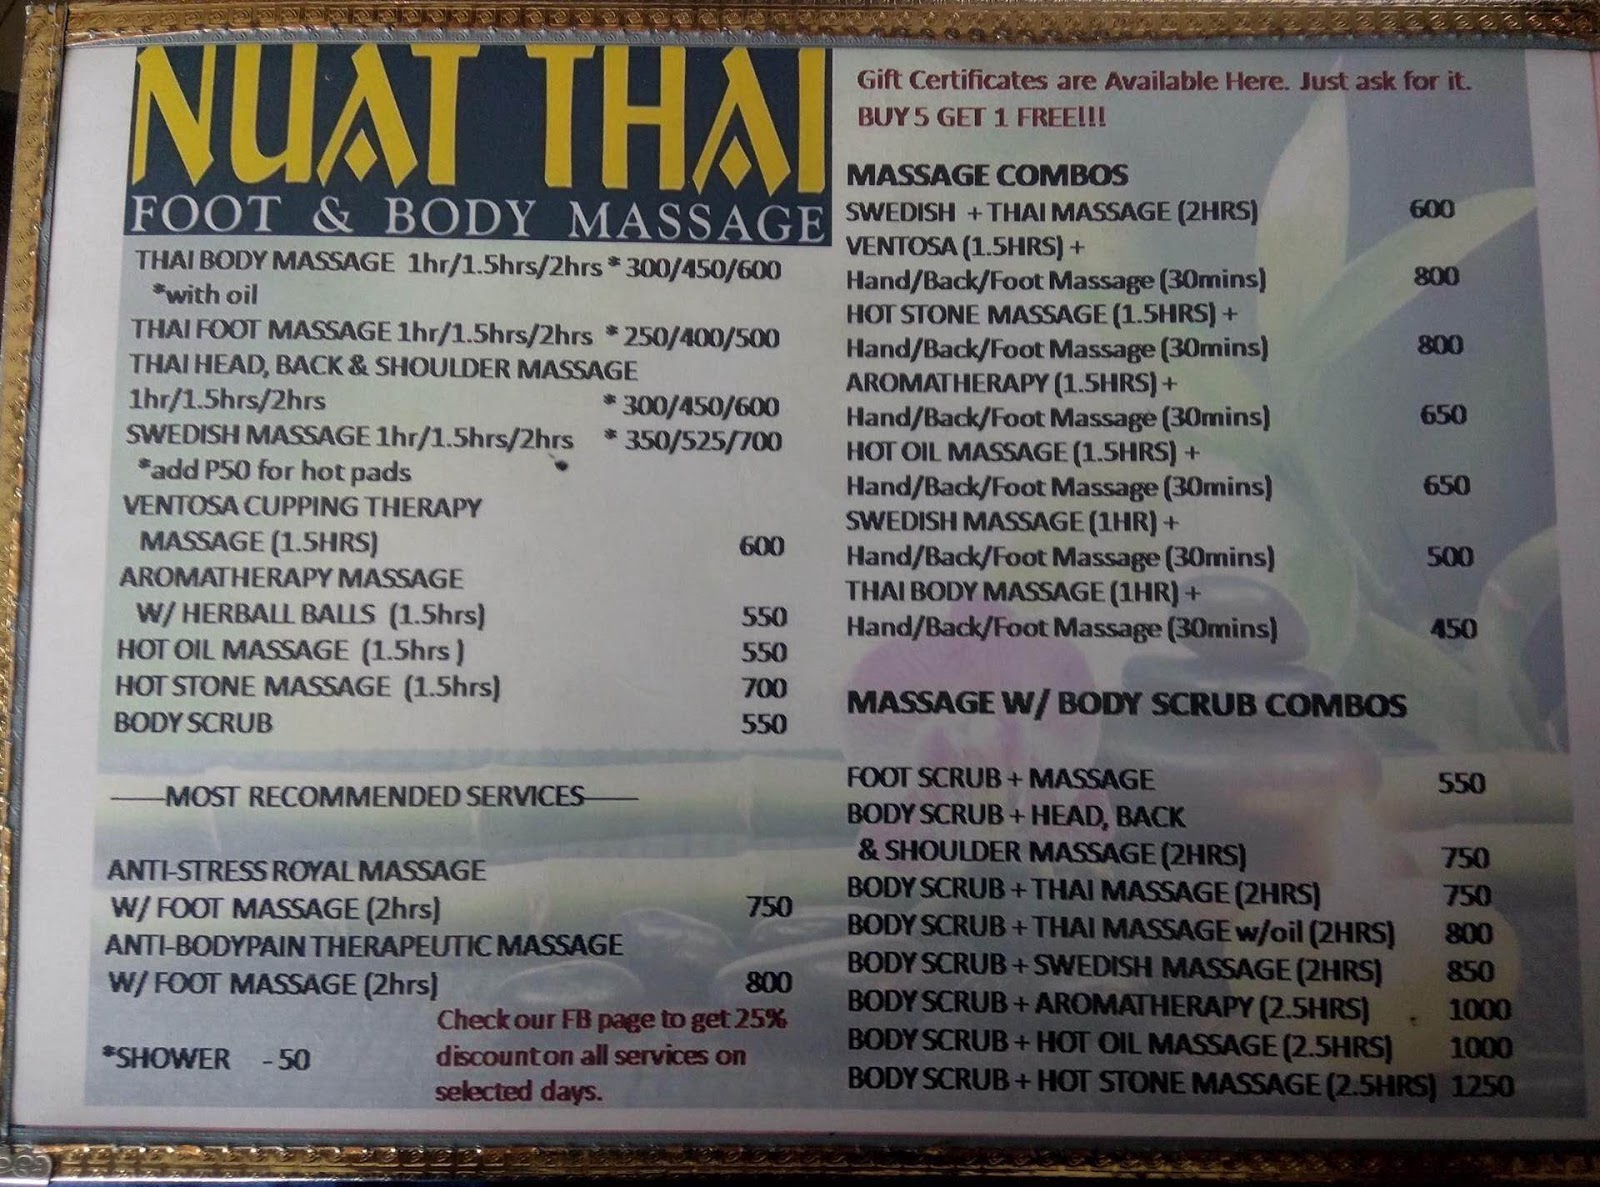 NUAT THAI
FOOT & BODY MASSAGE
THAI BODY MASSAGE 1hr/1.5hrs/2hrs * 300/450/600
*with oil
THAI FOOT MASSAGE 1hr/1.5hrs/2hrs * 250/400/500
THAI HEAD, BACK & SHOULDER MASSAGE
1hr/1.5hrs/2hrs * 300/450/600
SWEDISH MASSAGE 1hr/1.5hrs/2hrs * 350/525/700
*add P50 for hot pads
VENTOSA CUPPING THERAPY
MASSAGE (1.5HRS) 600
AROMATHERAPY MASSAGE
W/ HERBALL BALLS (1.5hrs) 550
HOT OIL MASSAGE (1.5hrs ) 550
HOT STONE MASSAGE (1.5hrs) 700
BODY SCRUB 550
——MOST RECOMMENDED SERVICES——
ANTI-STRESS ROYAL MASSAGE
W/ FOOT MASSAGE (2hrs) 750
ANTI-BODYPAIN THERAPEUTIC MASSAGE
W/ FOOT MASSAGE (2hrs) 800
*SHOWER - 50
Check our FB page to get 25%
discount on all services on
selected days.
Gift Certificates are Available Here. Just ask for it.
BUY 5 GET 1 FREE!!!
MASSAGE COMBOS
SWEDISH + THAI MASSAGE (2HRS) 600
VENTOSA (1.5HRS) +
Hand/Back/Foot Massage (30mins) 800
HOT STONE MASSAGE (1.5HRS) +
Hand/Back/Foot Massage (30mins) 800
AROMATHERAPY (1.5HRS) +
Hand/Back/Foot Massage (30mins) 650
HOT OIL MASSAGE (1.5HRS) +
Hand/Back/Foot Massage (30mins) 650
SWEDISH MASSAGE (1HR) +
Hand/Back/Foot Massage (30mins) 500
THAI BODY MASSAGE (1HR) +
Hand/Back/Foot Massage (30mins) 450
MASSAGE W/ BODY SCRUB COMBOS
FOOT SCRUB + MASSAGE 550
BODY SCRUB + HEAD, BACK
& SHOULDER MASSAGE (2HRS) 750
BODY SCRUB + THAI MASSAGE (2HRS) 750
BODY SCRUB + THAI MASSAGE w/oil (2HRS) 800
BODY SCRUB + SWEDISH MASSAGE (2HRS) 850
BODY SCRUB + AROMATHERAPY (2.5HRS) 1000
BODY SCRUB + HOT OIL MASSAGE (2.5HRS) 1000
BODY SCRUB + HOT STONE MASSAGE (2.5HRS) 1250